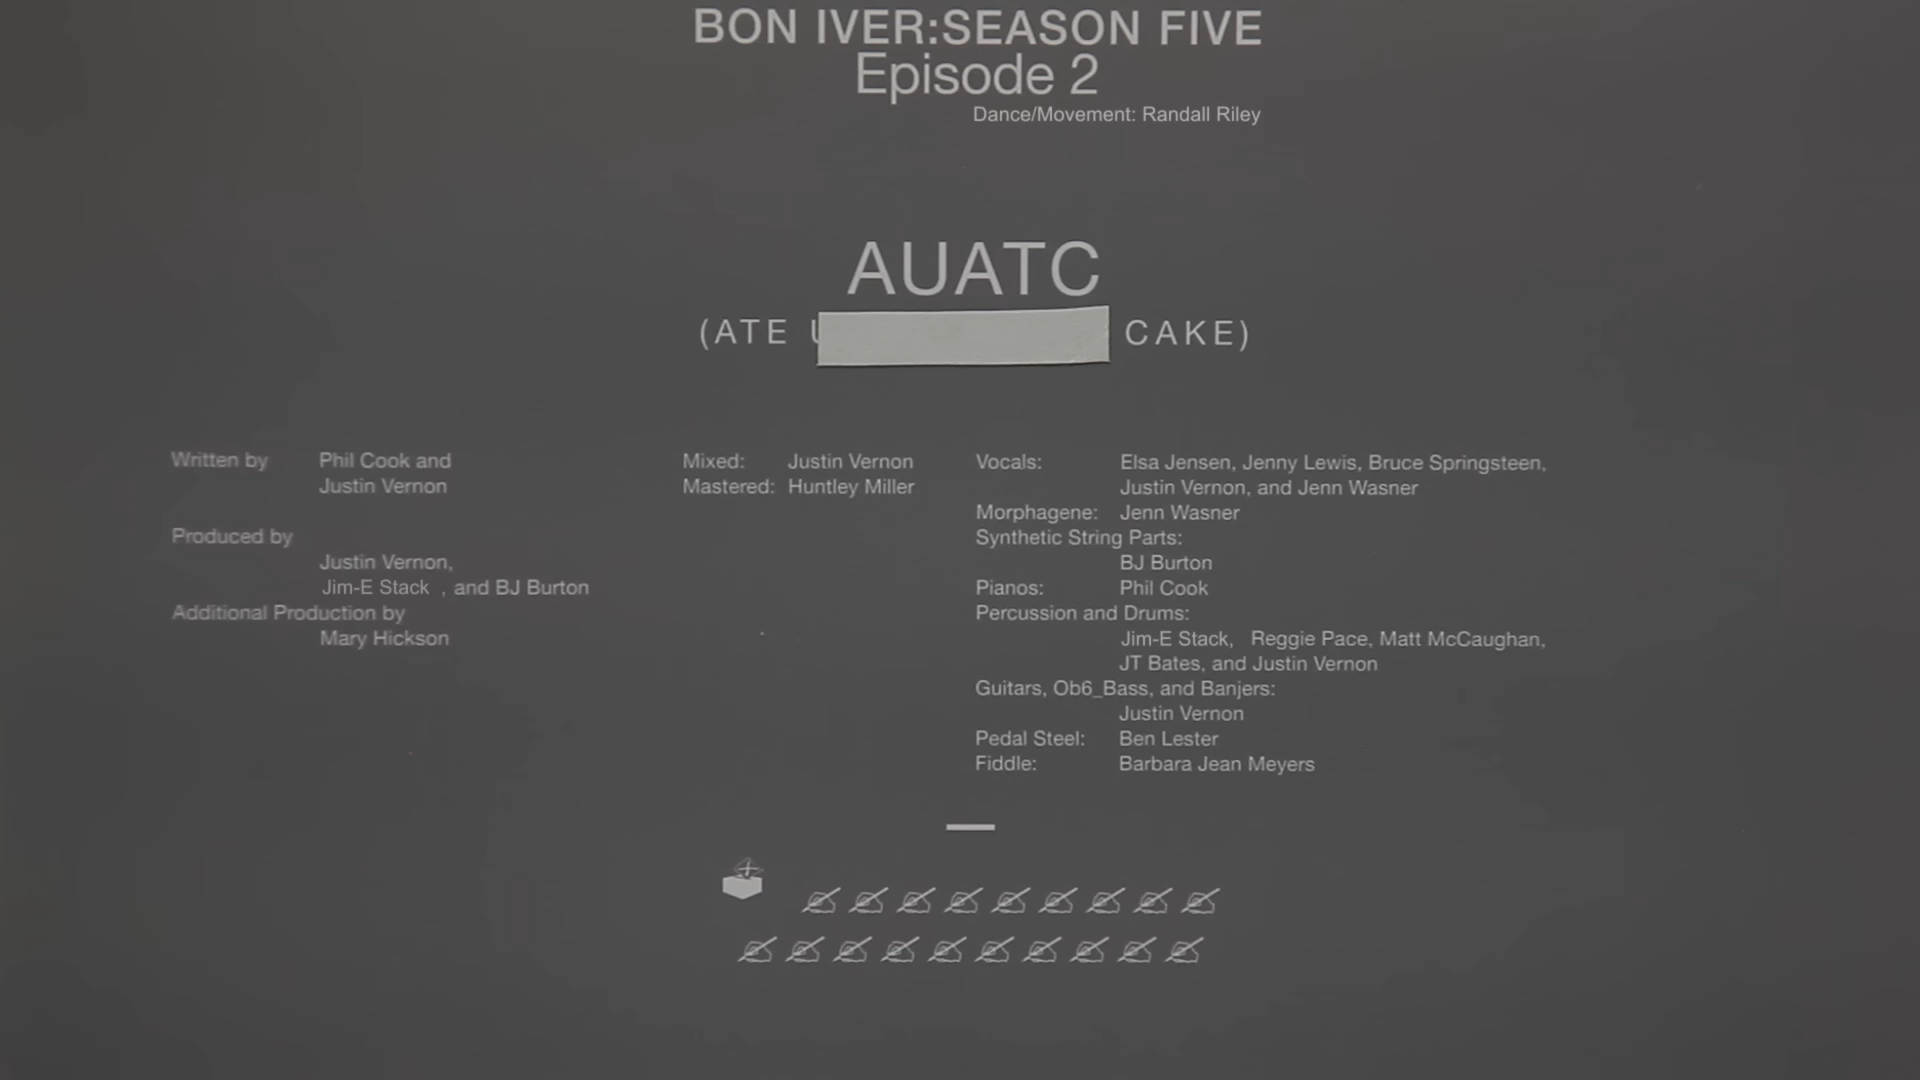 BON IVER:SEASON FIVE
Episode 2
Dance/Movement: Randall Riley
AUATC
(ATE CAKE)
Written by Phil Cook and
Justin Vernon
Produced by
Justin Vernon,
Jim-E Stack , and BJ Burton
Additional Production by
Mary Hickson
Mixed: Justin Vernon
Mastered: Huntley Miller
Vocals: Elsa Jensen, Jenny Lewis, Bruce Springsteen,
Justin Vernon, and Jenn Wasner
Morphagene: Jenn Wasner
Synthetic String Parts:
BJ Burton
Pianos: Phil Cook
Percussion and Drums:
Jim-E Stack, Reggie Pace, Matt McCaughan,
JT Bates, and Justin Vernon
Guitars, Ob6_Bass, and Banjers:
Justin Vernon
Pedal Steel: Ben Lester
Fiddle: Barbara Jean Meyers